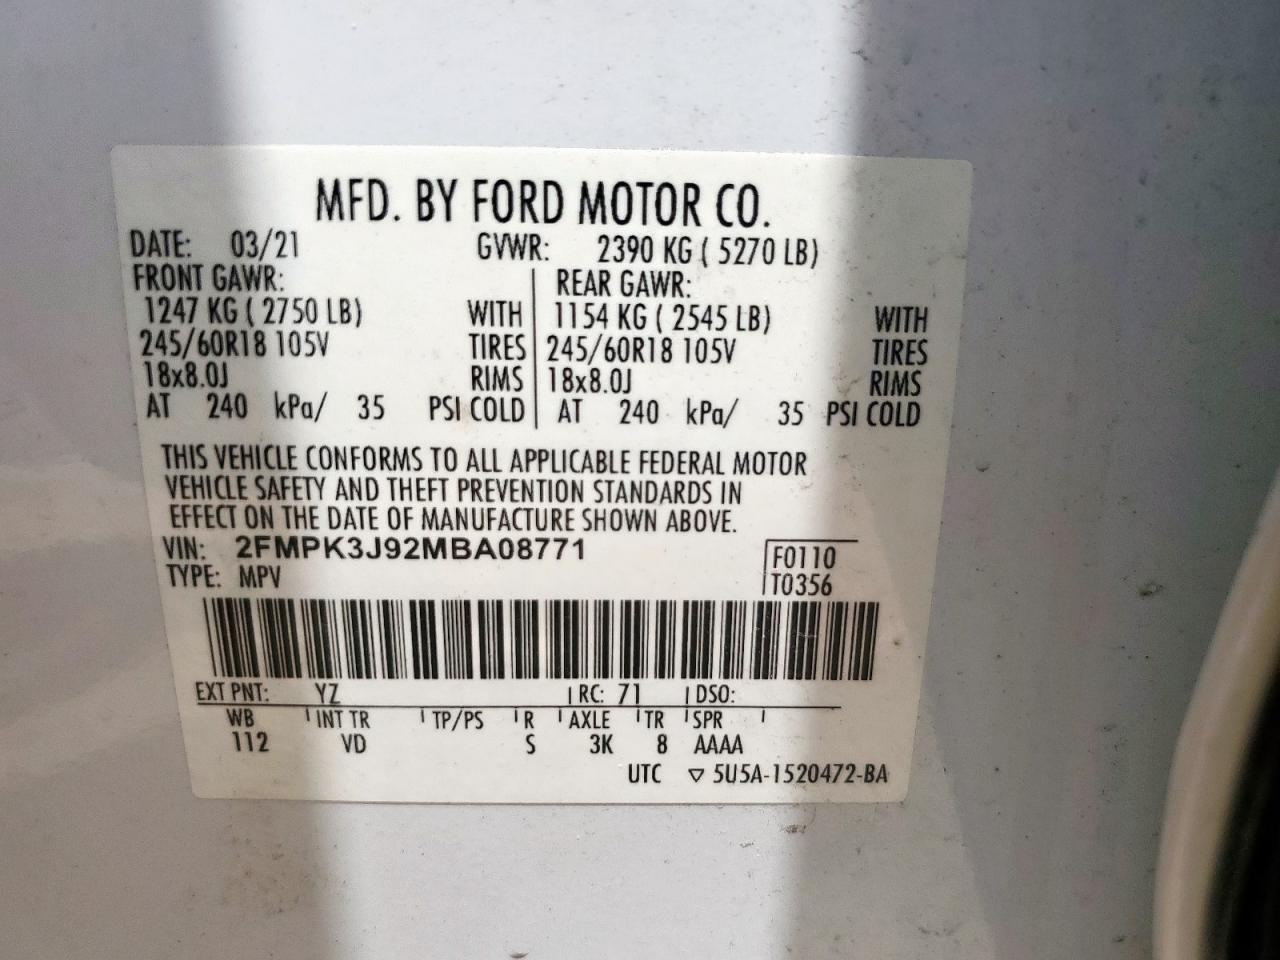 MFD. BY FORD MOTOR CO.
DATE: 03/21 GVWR: 2390 KG ( 5270 LB)
FRONT GAWR: REAR GAWR:
1247 KG ( 2750 LB) WITH 1154 KG ( 2545 LB) WITH
245/60R18 105V TIRES 245/60R18 105V TIRES
18x8.0J RIMS 18x8.0J RIMS
AT 240 kPa/ 35 PSI COLD AT 240 kPa/ 35 PSI COLD
THIS VEHICLE CONFORMS TO ALL APPLICABLE FEDERAL MOTOR
VEHICLE SAFETY AND THEFT PREVENTION STANDARDS IN
EFFECT ON THE DATE OF MANUFACTURE SHOWN ABOVE.
VIN: 2FMPK3J92MBA08771 F0110
TYPE: MPV T0356
EXT PNT: YZ RC: 71 DSO:
WB INT TR TP/PS R AXLE TR SPR
112 VD S 3K 8 AAAA
UTC ▽ 5U5A-1520472-BA